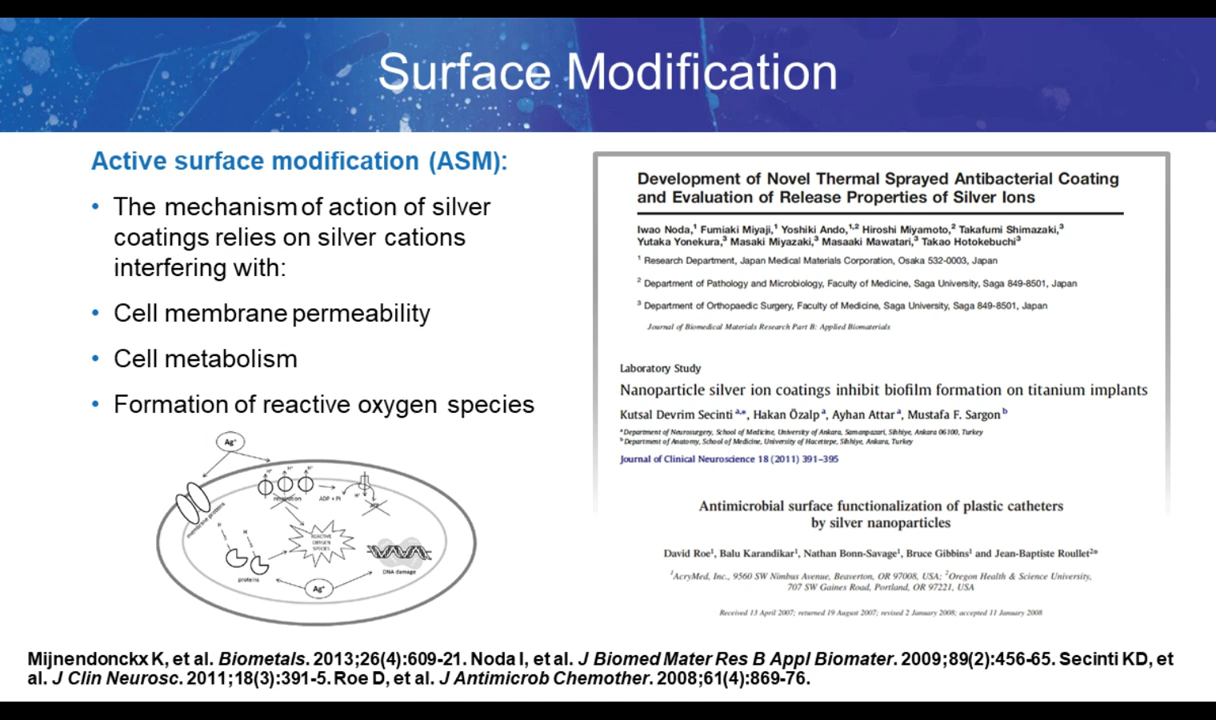 Surface Modification
Active surface modification (ASM):
• The mechanism of action of silver
coatings relies on silver cations
interfering with:
• Cell membrane permeability
• Cell metabolism
• Formation of reactive oxygen species
Ag⁺
H⁺ H⁺ H⁺
respiration
ADP + Pi
H⁺
membrane proteins
REACTIVE
OXYGEN
SPECIES
proteins
DNA damage
Ag⁺
Development of Novel Thermal Sprayed Antibacterial Coating
and Evaluation of Release Properties of Silver Ions
Iwao Noda,¹ Fumiaki Miyaji,¹ Yoshiki Ando,¹,² Hiroshi Miyamoto,² Takafumi Shimazaki,³
Yutaka Yonekura,³ Masaki Miyazaki,³ Masaaki Mawatari,³ Takao Hotokebuchi³
¹ Research Department, Japan Medical Materials Corporation, Osaka 532-0003, Japan
² Department of Pathology and Microbiology, Faculty of Medicine, Saga University, Saga 849-8501, Japan
³ Department of Orthopaedic Surgery, Faculty of Medicine, Saga University, Saga 849-8501, Japan
Journal of Biomedical Materials Research Part B: Applied Biomaterials
Laboratory Study
Nanoparticle silver ion coatings inhibit biofilm formation on titanium implants
Kutsal Devrim Secinti a,*, Hakan Özalp a, Ayhan Attar a, Mustafa F. Sargon b
a Department of Neurosurgery, School of Medicine, University of Ankara, Samanpazari, Sihhiye, Ankara 06100, Turkey
b Department of Anatomy, School of Medicine, University of Hacettepe, Sihhiye, Ankara, Turkey
Journal of Clinical Neuroscience 18 (2011) 391–395
Antimicrobial surface functionalization of plastic catheters
by silver nanoparticles
David Roe¹, Balu Karandikar¹, Nathan Bonn-Savage¹, Bruce Gibbins¹ and Jean-Baptiste Roullet²*
¹AcryMed, Inc., 9560 SW Nimbus Avenue, Beaverton, OR 97008, USA; ²Oregon Health & Science University,
707 SW Gaines Road, Portland, OR 97221, USA
Received 13 April 2007; returned 19 August 2007; revised 2 January 2008; accepted 11 January 2008
Mijnendonckx K, et al. Biometals. 2013;26(4):609-21. Noda I, et al. J Biomed Mater Res B Appl Biomater. 2009;89(2):456-65. Secinti KD, et
al. J Clin Neurosc. 2011;18(3):391-5. Roe D, et al. J Antimicrob Chemother. 2008;61(4):869-76.